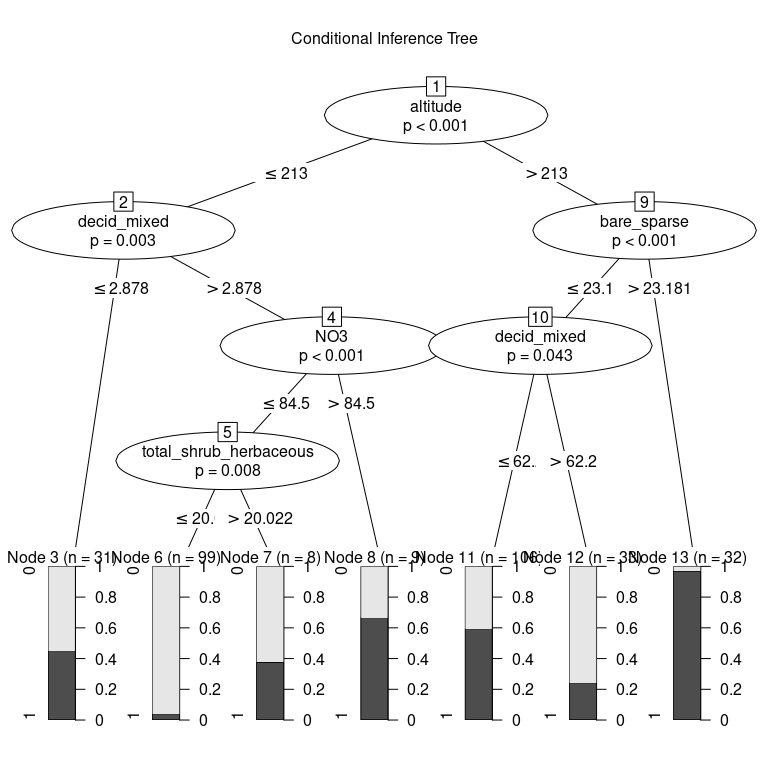 Conditional Inference Tree
1
altitude
p < 0.001
≤ 213
> 213
2
decid_mixed
p = 0.003
9
bare_sparse
p < 0.001
≤ 2.878
> 2.878
≤ 23.1
> 23.181
4
NO3
p < 0.001
10
decid_mixed
p = 0.043
≤ 84.5
> 84.5
5
total_shrub_herbaceous
p = 0.008
≤ 62.
> 62.2
≤ 20.
> 20.022
Node 3 (n = 31)
Node 6 (n = 99)
Node 7 (n = 8)
Node 8 (n = 9)
Node 11 (n = 106)
Node 12 (n = 33)
Node 13 (n = 32)
0 1 0 1 0 1 0 1 0 1 0 1 0 1
0.8 0.8 0.8 0.8 0.8 0.8 0.8
0.6 0.6 0.6 0.6 0.6 0.6 0.6
0.4 0.4 0.4 0.4 0.4 0.4 0.4
0.2 0.2 0.2 0.2 0.2 0.2 0.2
1 0 1 0 1 0 1 0 1 0 1 0 1 0